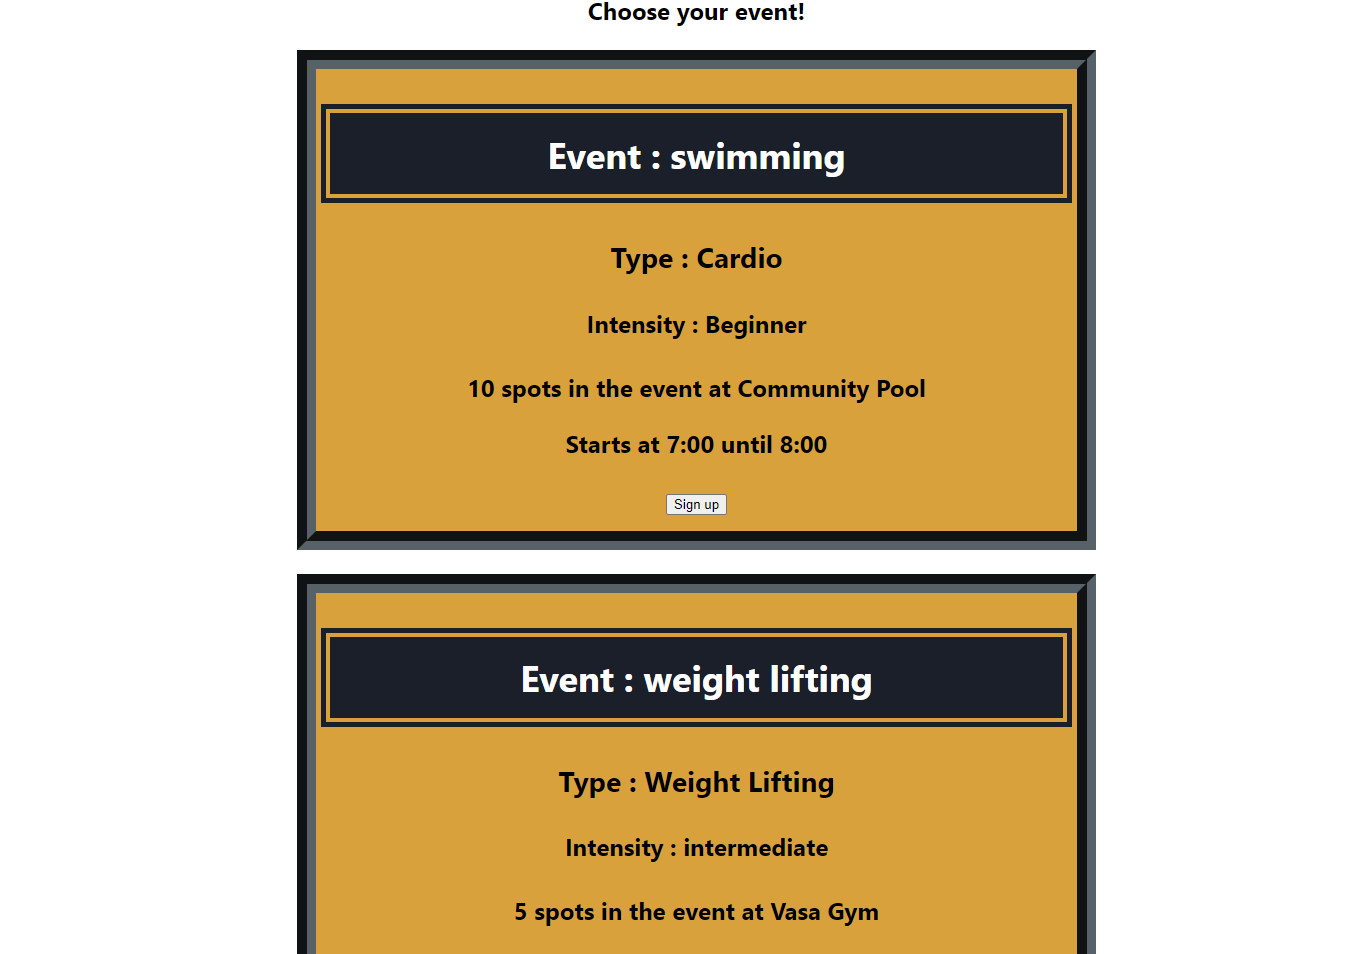 Choose your event!
Event : swimming
Type : Cardio
Intensity : Beginner
10 spots in the event at Community Pool
Starts at 7:00 until 8:00
Sign up
Event : weight lifting
Type : Weight Lifting
Intensity : intermediate
5 spots in the event at Vasa Gym